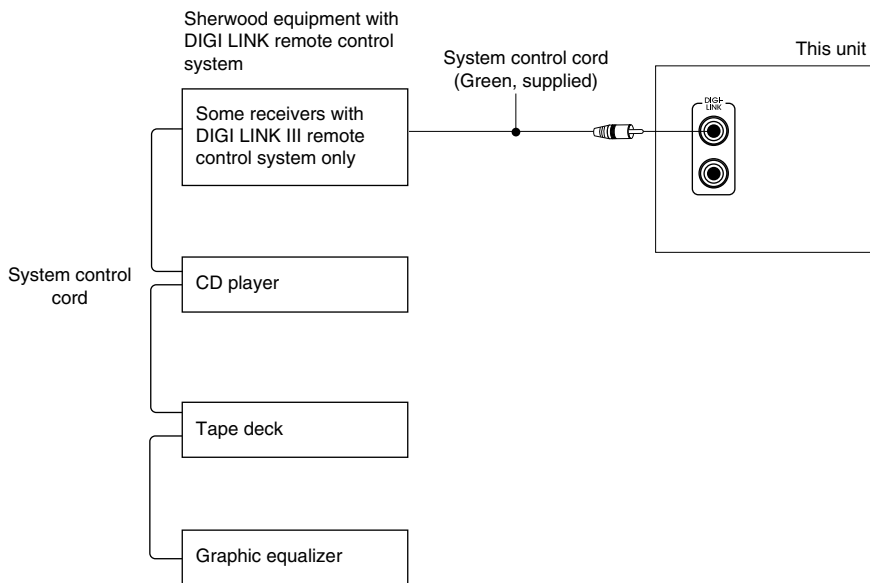 Sherwood equipment with
DIGI LINK remote control
system
System control cord
(Green, supplied)
This unit
Some receivers with
DIGI LINK III remote
control system only
DIGI-
LINK
System control
cord
CD player
Tape deck
Graphic equalizer